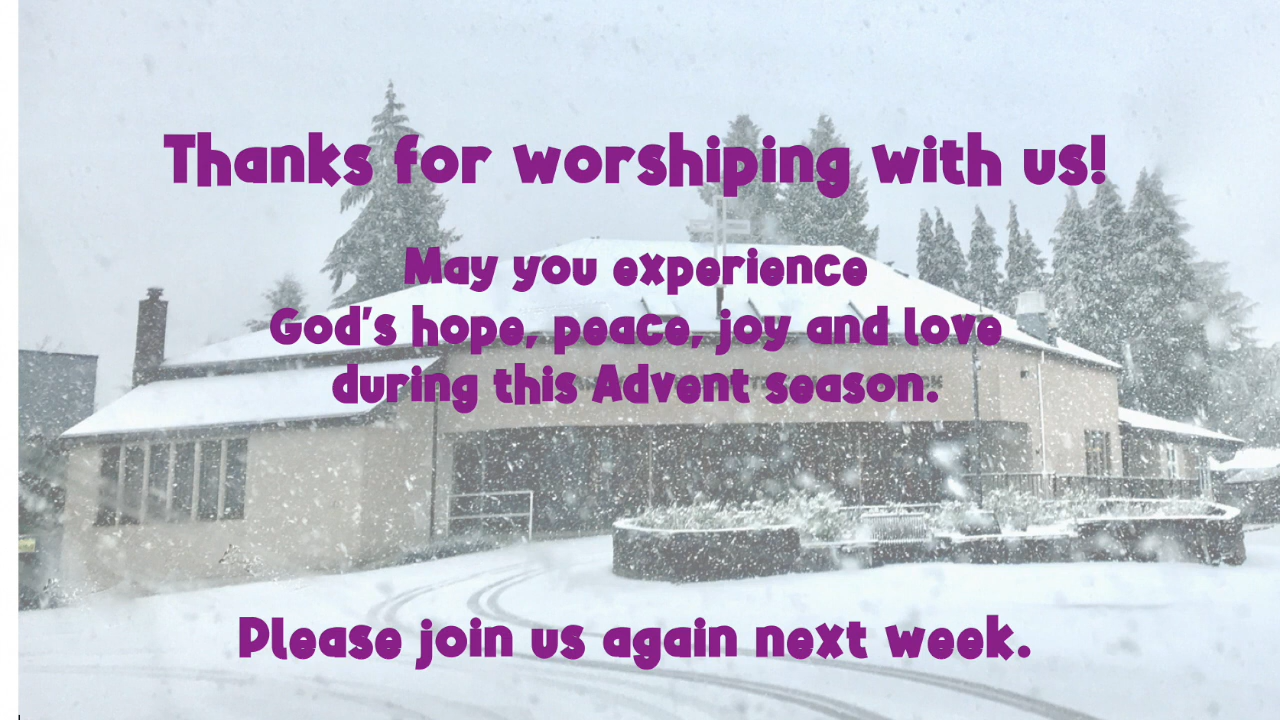 Thanks for worshiping with us!
May you experience
God's hope, peace, joy and love
during this Advent season.
Please join us again next week.